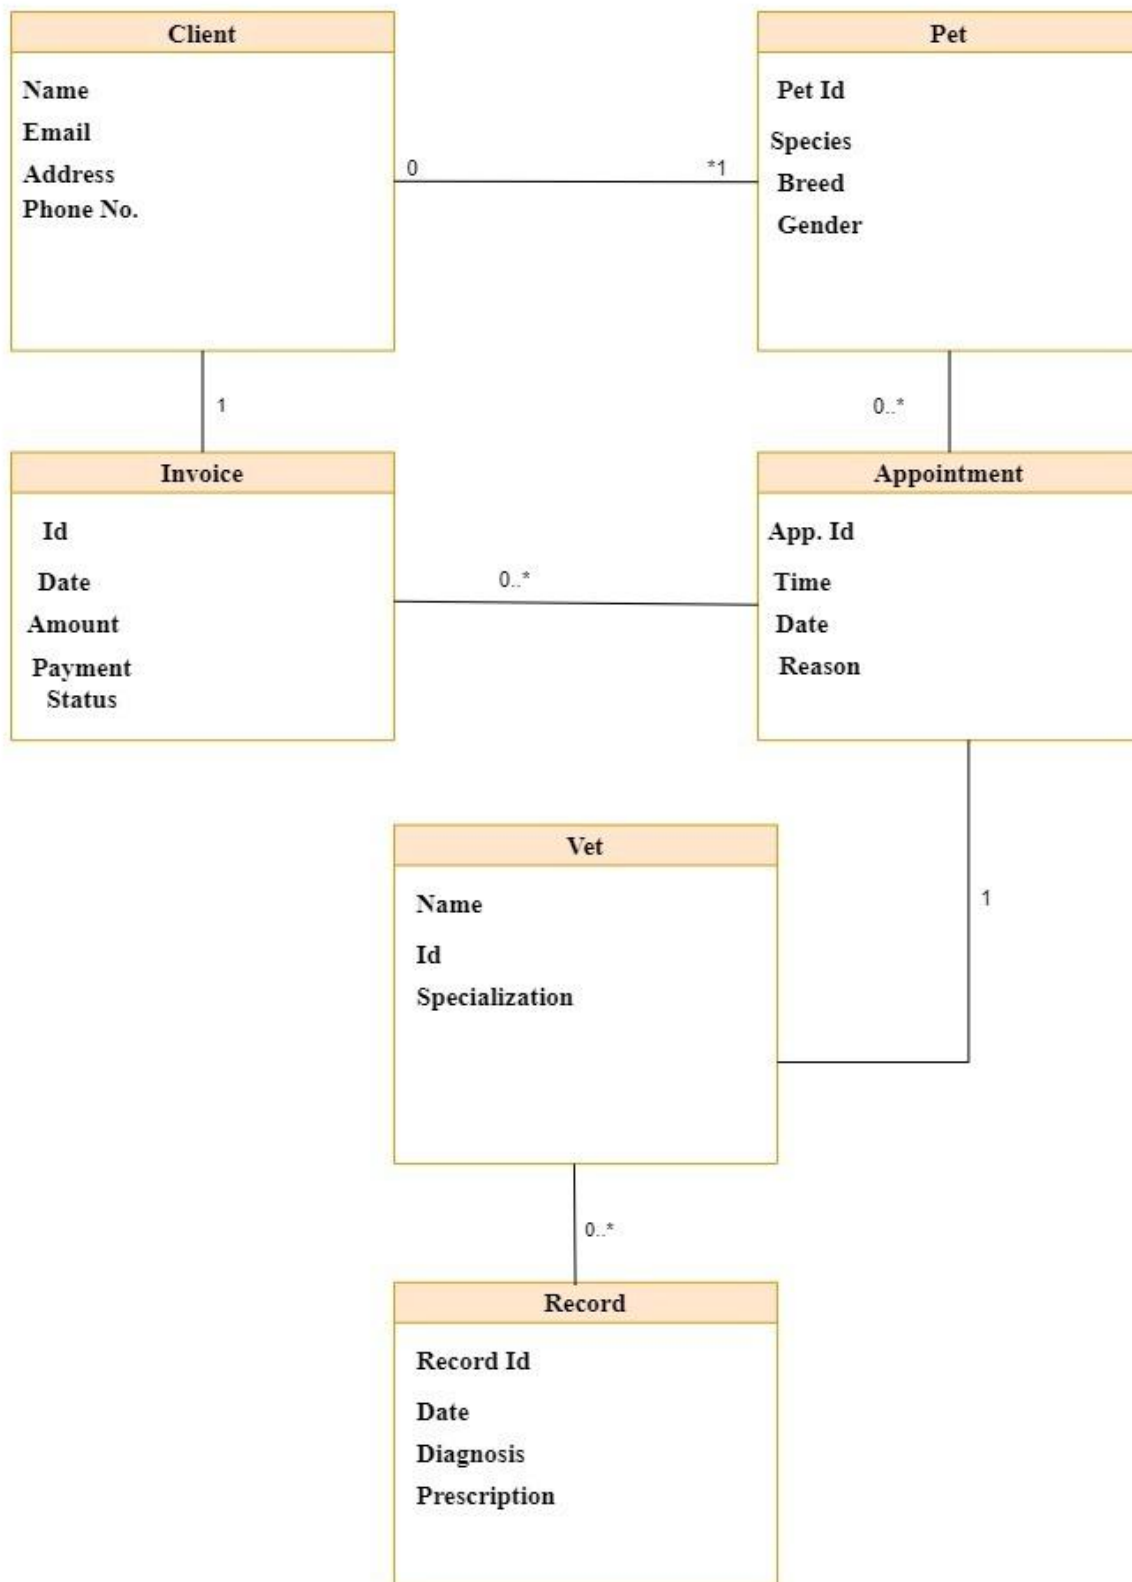 Client
Name
Email
Address
Phone No.
0
*1
Pet
Pet Id
Species
Breed
Gender
1
0..*
Invoice
Id
Date
Amount
Payment
Status
0..*
Appointment
App. Id
Time
Date
Reason
Vet
Name
Id
Specialization
1
0..*
Record
Record Id
Date
Diagnosis
Prescription